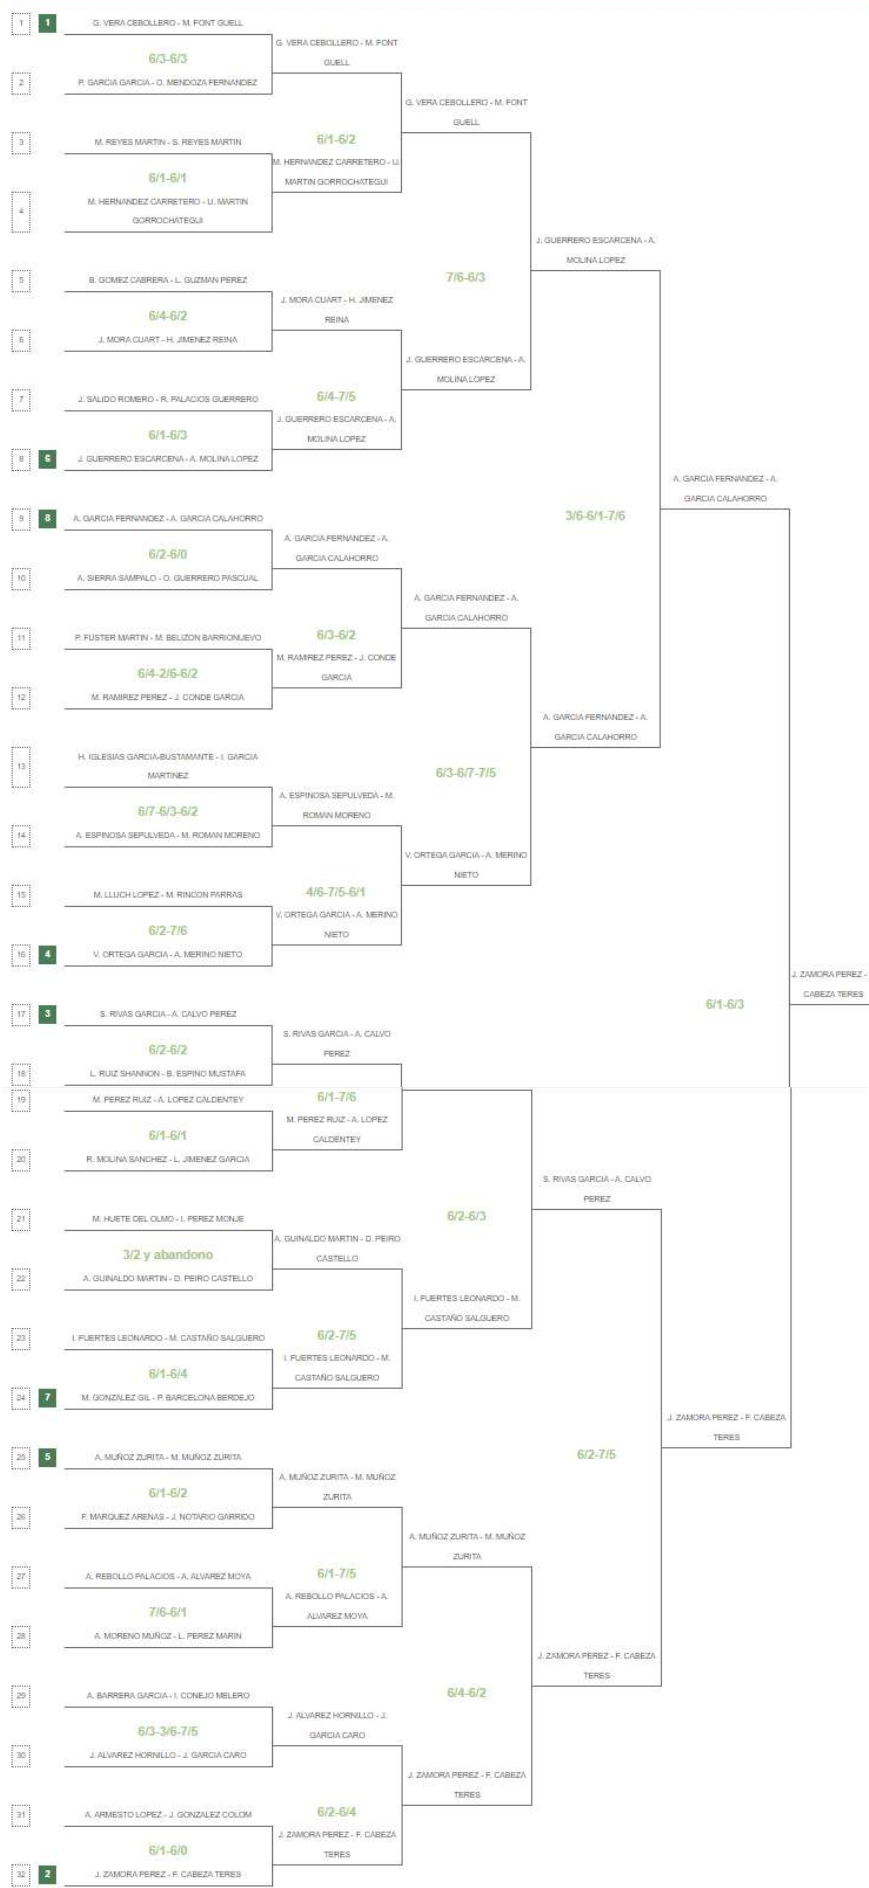 1 1 G. VERA CEBOLLERO - M. FONT GUELL
G. VERA CEBOLLERO - M. FONT
GUELL
6/3-6/3
2 P. GARCIA GARCIA - O. MENDOZA FERNANDEZ
G. VERA CEBOLLERO - M. FONT
GUELL
3 M. REYES MARTIN - S. REYES MARTIN
6/1-6/2
M. HERNANDEZ CARRETERO - U.
MARTIN GORROCHATEGUI
6/1-6/1
4 M. HERNANDEZ CARRETERO - U. MARTIN
GORROCHATEGUI
J. GUERRERO ESCARCENA - A.
MOLINA LOPEZ
7/6-6/3
5 B. GOMEZ CABRERA - L. GUZMAN PEREZ
J. MORA CUART - H. JIMENEZ
REINA
6/4-6/2
6 J. MORA CUART - H. JIMENEZ REINA
J. GUERRERO ESCARCENA - A.
MOLINA LOPEZ
7 J. SALIDO ROMERO - R. PALACIOS GUERRERO
6/4-7/5
J. GUERRERO ESCARCENA - A.
MOLINA LOPEZ
6/1-6/3
8 6 J. GUERRERO ESCARCENA - A. MOLINA LOPEZ
A. GARCIA FERNANDEZ - A.
GARCIA CALAHORRO
3/6-6/1-7/6
9 8 A. GARCIA FERNANDEZ - A. GARCIA CALAHORRO
A. GARCIA FERNANDEZ - A.
GARCIA CALAHORRO
6/2-6/0
10 A. SIERRA SAMPALO - O. GUERRERO PASCUAL
A. GARCIA FERNANDEZ - A.
GARCIA CALAHORRO
11 P. FUSTER MARTIN - M. BELIZON BARRIONUEVO
6/3-6/2
M. RAMIREZ PEREZ - J. CONDE
GARCIA
6/4-2/6-6/2
12 M. RAMIREZ PEREZ - J. CONDE GARCIA
A. GARCIA FERNANDEZ - A.
GARCIA CALAHORRO
13 H. IGLESIAS GARCIA-BUSTAMANTE - I. GARCIA
MARTINEZ
6/3-6/7-7/5
A. ESPINOSA SEPULVEDA - M.
ROMAN MORENO
6/7-6/3-6/2
14 A. ESPINOSA SEPULVEDA - M. ROMAN MORENO
V. ORTEGA GARCIA - A. MERINO
NIETO
15 M. LLUCH LOPEZ - M. RINCON PARRAS
4/6-7/5-6/1
V. ORTEGA GARCIA - A. MERINO
NIETO
6/2-7/6
16 4 V. ORTEGA GARCIA - A. MERINO NIETO
J. ZAMORA PEREZ -
CABEZA TERES
6/1-6/3
17 3 S. RIVAS GARCIA - A. CALVO PEREZ
S. RIVAS GARCIA - A. CALVO
PEREZ
6/2-6/2
18 L. RUIZ SHANNON - B. ESPINO MUSTAFA
19 M. PEREZ RUIZ - A. LOPEZ CALDENTEY
6/1-7/6
M. PEREZ RUIZ - A. LOPEZ
CALDENTEY
6/1-6/1
20 R. MOLINA SANCHEZ - L. JIMENEZ GARCIA
S. RIVAS GARCIA - A. CALVO
PEREZ
21 M. HUETE DEL OLMO - I. PEREZ MONJE
6/2-6/3
A. GUINALDO MARTIN - D. PEIRO
CASTELLO
3/2 y abandono
22 A. GUINALDO MARTIN - D. PEIRO CASTELLO
I. FUERTES LEONARDO - M.
CASTAÑO SALGUERO
23 I. FUERTES LEONARDO - M. CASTAÑO SALGUERO
6/2-7/5
I. FUERTES LEONARDO - M.
CASTAÑO SALGUERO
6/1-6/4
24 7 M. GONZALEZ GIL - P. BARCELONA BERDEJO
J. ZAMORA PEREZ - F. CABEZA
TERES
6/2-7/5
25 5 A. MUÑOZ ZURITA - M. MUÑOZ ZURITA
A. MUÑOZ ZURITA - M. MUÑOZ
ZURITA
6/1-6/2
26 F. MARQUEZ ARENAS - J. NOTARIO GARRIDO
A. MUÑOZ ZURITA - M. MUÑOZ
ZURITA
27 A. REBOLLO PALACIOS - A. ALVAREZ MOYA
6/1-7/5
A. REBOLLO PALACIOS - A.
ALVAREZ MOYA
7/6-6/1
28 A. MORENO MUÑOZ - L. PEREZ MARIN
J. ZAMORA PEREZ - F. CABEZA
TERES
29 A. BARRERA GARCIA - I. CONEJO MELERO
6/4-6/2
J. ALVAREZ HORNILLO - J.
GARCIA CARO
6/3-3/6-7/5
30 J. ALVAREZ HORNILLO - J. GARCIA CARO
J. ZAMORA PEREZ - F. CABEZA
TERES
31 A. ARMESTO LOPEZ - J. GONZALEZ COLOM
6/2-6/4
J. ZAMORA PEREZ - F. CABEZA
TERES
6/1-6/0
32 2 J. ZAMORA PEREZ - F. CABEZA TERES